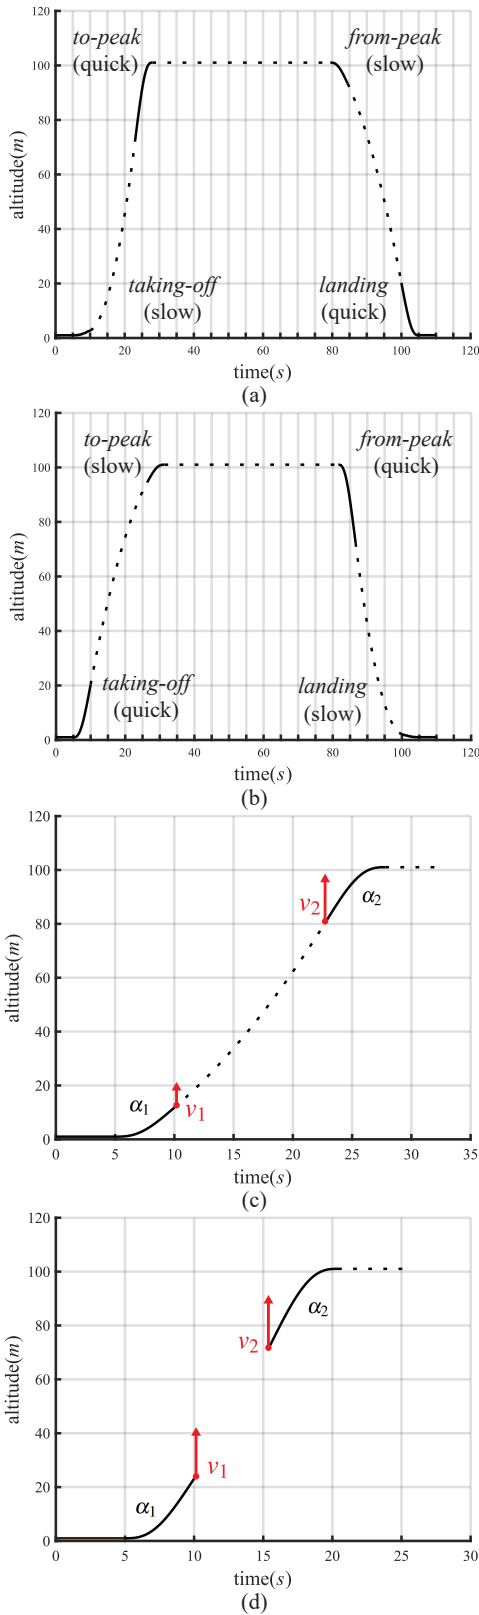 120
to-peak
(quick)
from-peak
(slow)
100
80
60
40
20
0
altitude(m)
taking-off
(slow)
landing
(quick)
0 20 40 60 80 100 120
time(s)
(a)
120
to-peak
(slow)
from-peak
(quick)
100
80
60
40
20
0
altitude(m)
taking-off
(quick)
landing
(slow)
0 20 40 60 80 100 120
time(s)
(b)
120
100
80
60
40
20
0
altitude(m)
v2
α2
α1
v1
0 5 10 15 20 25 30 35
time(s)
(c)
120
100
80
60
40
20
0
altitude(m)
α2
v2
v1
α1
0 5 10 15 20 25 30
time(s)
(d)